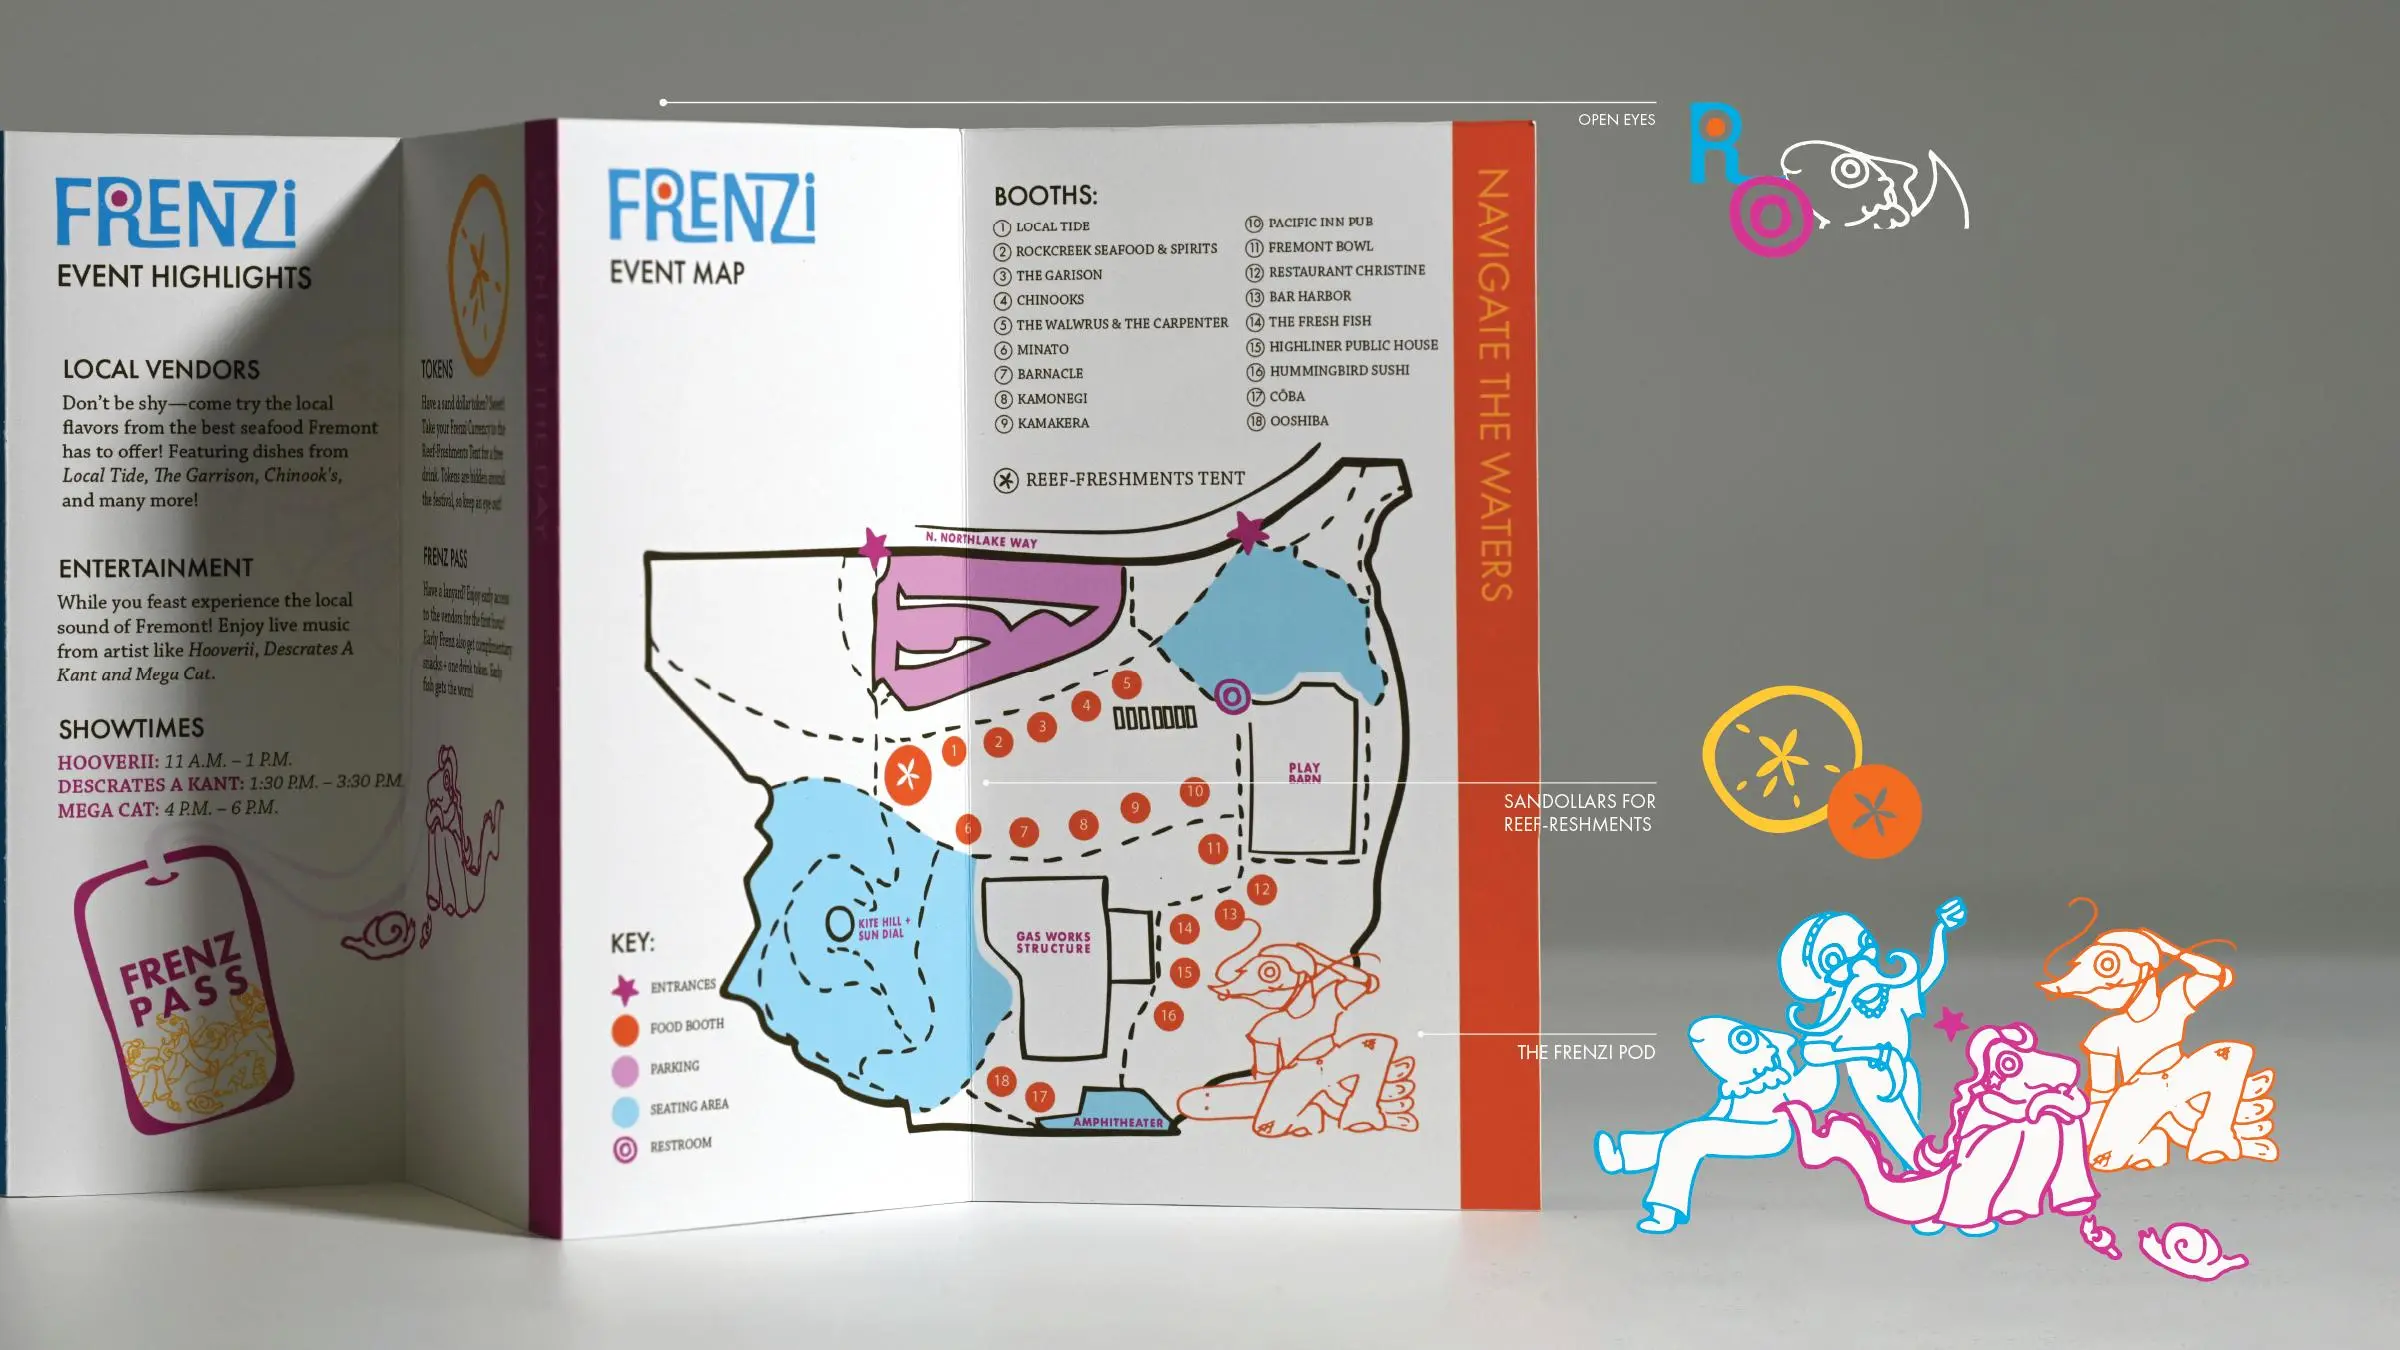 FRENZi
EVENT HIGHLIGHTS
LOCAL VENDORS
Don't be shy—come try the local
flavors from the best seafood Fremont
has to offer! Featuring dishes from
Local Tide, The Garrison, Chinook's,
and many more!
ENTERTAINMENT
While you feast experience the local
sound of Fremont! Enjoy live music
from artist like Hooverii, Descrates A
Kant and Mega Cat.
SHOWTIMES
HOOVERII: 11 A.M. – 1 P.M.
DESCRATES A KANT: 1:30 P.M. – 3:30 P.M.
MEGA CAT: 4 P.M. – 6 P.M.
FRENZ
PASS
TOKENS
Have a sand dollar token? Sweet!
Take your Frenzi Currency to the
Reef-Freshments Tent for a free
drink. Tokens are hidden around
the festival, so keep an eye out!
FRENZ PASS
Have a lanyard? Enjoy early access
to the vendors for the first hour!
Early Frenz also get complimentary
snacks + one drink token. Early
fish gets the worm!
FRENZi
EVENT MAP
BOOTHS:
1 LOCAL TIDE
2 ROCKCREEK SEAFOOD & SPIRITS
3 THE GARISON
4 CHINOOKS
5 THE WALWRUS & THE CARPENTER
6 MINATO
7 BARNACLE
8 KAMONEGI
9 KAMAKERA
10 PACIFIC INN PUB
11 FREMONT BOWL
12 RESTAURANT CHRISTINE
13 BAR HARBOR
14 THE FRESH FISH
15 HIGHLINER PUBLIC HOUSE
16 HUMMINGBIRD SUSHI
17 CŌBA
18 OOSHIBA
REEF-FRESHMENTS TENT
N. NORTHLAKE WAY
5
4
3
2
1
PLAY
BARN
10
9
8
7
6
11
12
13
14
15
16
KITE HILL +
SUN DIAL
GAS WORKS
STRUCTURE
18
17
AMPHITHEATER
KEY:
ENTRANCES
FOOD BOOTH
PARKING
SEATING AREA
RESTROOM
NAVIGATE THE WATERS
OPEN EYES
R
SANDOLLARS FOR
REEF-RESHMENTS
THE FRENZI POD